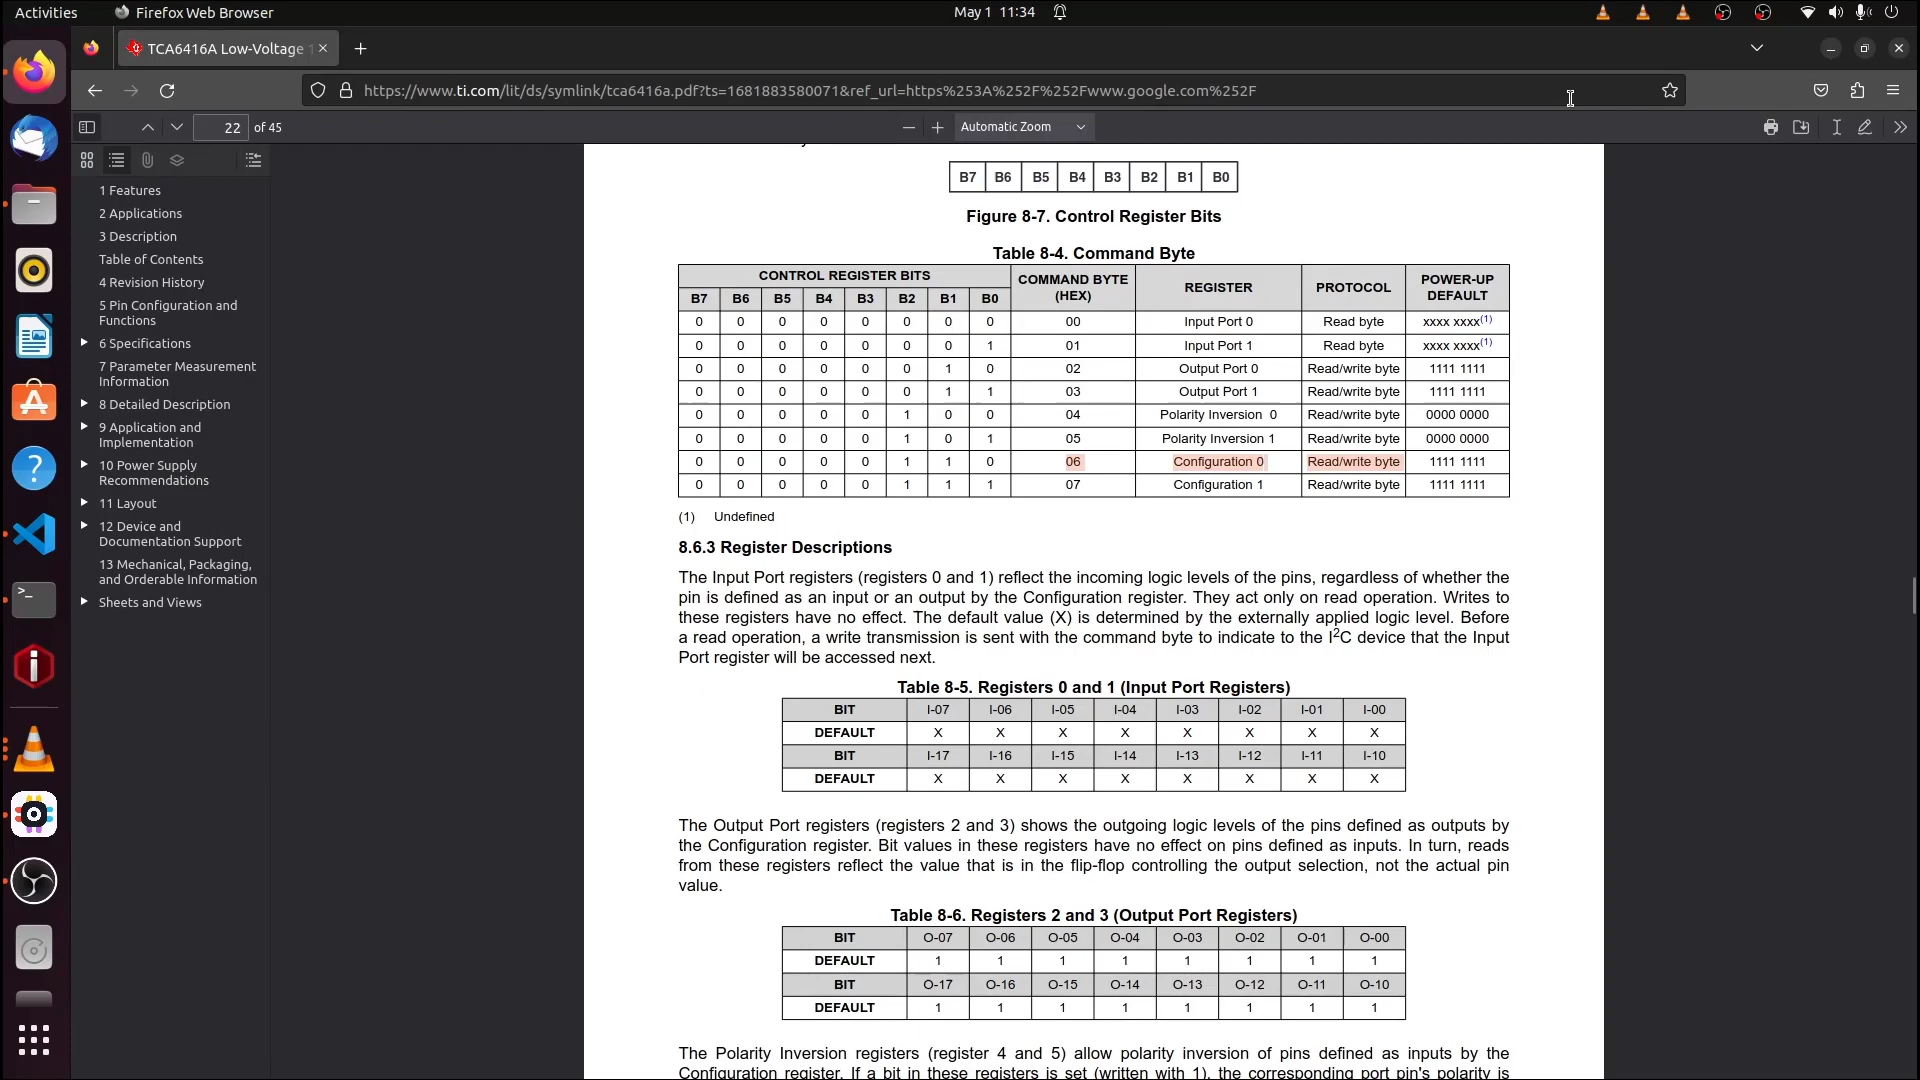 Activities
Firefox Web Browser
May 1 11:34
TCA6416A Low-Voltage 1
https://www.ti.com/lit/ds/symlink/tca6416a.pdf?ts=1681883580071&ref_url=https%253A%252F%252Fwww.google.com%252F
22 of 45
Automatic Zoom
1 Features
2 Applications
3 Description
Table of Contents
4 Revision History
5 Pin Configuration and
Functions
6 Specifications
7 Parameter Measurement
Information
8 Detailed Description
9 Application and
Implementation
10 Power Supply
Recommendations
11 Layout
12 Device and
Documentation Support
13 Mechanical, Packaging,
and Orderable Information
Sheets and Views
B7 B6 B5 B4 B3 B2 B1 B0
Figure 8-7. Control Register Bits
Table 8-4. Command Byte
CONTROL REGISTER BITS COMMAND BYTE (HEX) REGISTER PROTOCOL POWER-UP DEFAULT
B7 B6 B5 B4 B3 B2 B1 B0
0 0 0 0 0 0 0 0 00 Input Port 0 Read byte xxxx xxxx(1)
0 0 0 0 0 0 0 1 01 Input Port 1 Read byte xxxx xxxx(1)
0 0 0 0 0 0 1 0 02 Output Port 0 Read/write byte 1111 1111
0 0 0 0 0 0 1 1 03 Output Port 1 Read/write byte 1111 1111
0 0 0 0 0 1 0 0 04 Polarity Inversion 0 Read/write byte 0000 0000
0 0 0 0 0 1 0 1 05 Polarity Inversion 1 Read/write byte 0000 0000
0 0 0 0 0 1 1 0 06 Configuration 0 Read/write byte 1111 1111
0 0 0 0 0 1 1 1 07 Configuration 1 Read/write byte 1111 1111
(1) Undefined
8.6.3 Register Descriptions
The Input Port registers (registers 0 and 1) reflect the incoming logic levels of the pins, regardless of whether the
pin is defined as an input or an output by the Configuration register. They act only on read operation. Writes to
these registers have no effect. The default value (X) is determined by the externally applied logic level. Before
a read operation, a write transmission is sent with the command byte to indicate to the I2C device that the Input
Port register will be accessed next.
Table 8-5. Registers 0 and 1 (Input Port Registers)
BIT I-07 I-06 I-05 I-04 I-03 I-02 I-01 I-00
DEFAULT X X X X X X X X
BIT I-17 I-16 I-15 I-14 I-13 I-12 I-11 I-10
DEFAULT X X X X X X X X
The Output Port registers (registers 2 and 3) shows the outgoing logic levels of the pins defined as outputs by
the Configuration register. Bit values in these registers have no effect on pins defined as inputs. In turn, reads
from these registers reflect the value that is in the flip-flop controlling the output selection, not the actual pin
value.
Table 8-6. Registers 2 and 3 (Output Port Registers)
BIT O-07 O-06 O-05 O-04 O-03 O-02 O-01 O-00
DEFAULT 1 1 1 1 1 1 1 1
BIT O-17 O-16 O-15 O-14 O-13 O-12 O-11 O-10
DEFAULT 1 1 1 1 1 1 1 1
The Polarity Inversion registers (register 4 and 5) allow polarity inversion of pins defined as inputs by the
Configuration register. If a bit in these registers is set (written with 1), the corresponding port pin's polarity is